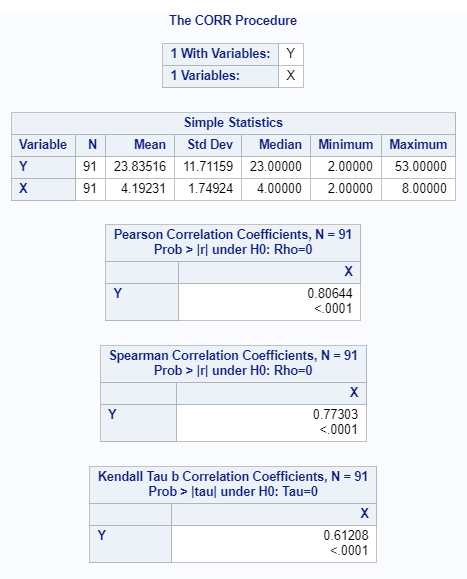 The CORR Procedure
1 With Variables: Y
1 Variables: X
Simple Statistics
Variable N Mean Std Dev Median Minimum Maximum
Y 91 23.83516 11.71159 23.00000 2.00000 53.00000
X 91 4.19231 1.74924 4.00000 2.00000 8.00000
Pearson Correlation Coefficients, N = 91
Prob > |r| under H0: Rho=0
X
Y 0.80644
<.0001
Spearman Correlation Coefficients, N = 91
Prob > |r| under H0: Rho=0
X
Y 0.77303
<.0001
Kendall Tau b Correlation Coefficients, N = 91
Prob > |tau| under H0: Tau=0
X
Y 0.61208
<.0001